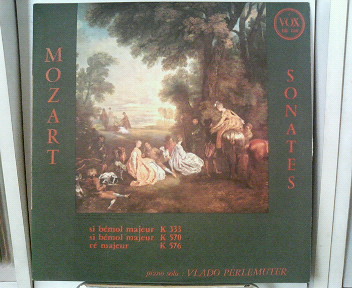 MOZART
SONATES
VOX
si bémol majeur K 333
si bémol majeur K 570
ré majeur K 576
piano solo : VLADO PERLEMUTER